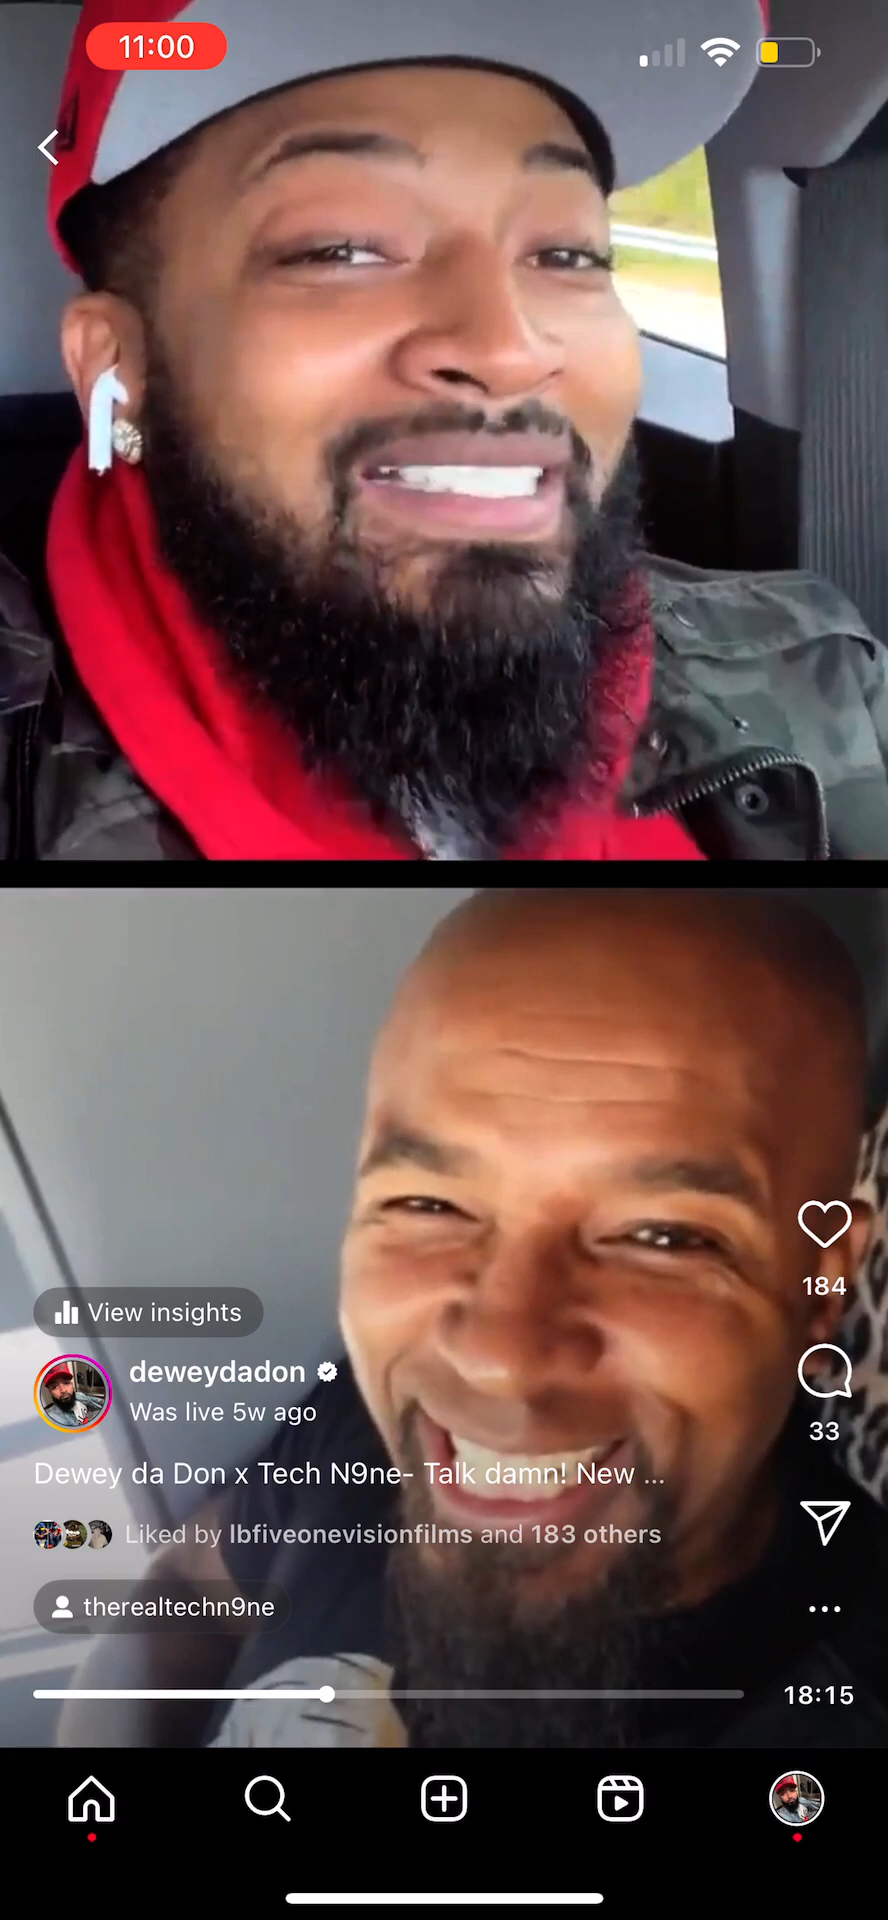 11:00
View insights
deweydadon
Was live 5w ago
Dewey da Don x Tech N9ne- Talk damn! New ...
Liked by lbfiveonevisionfilms and 183 others
therealtechn9ne
184
33
18:15